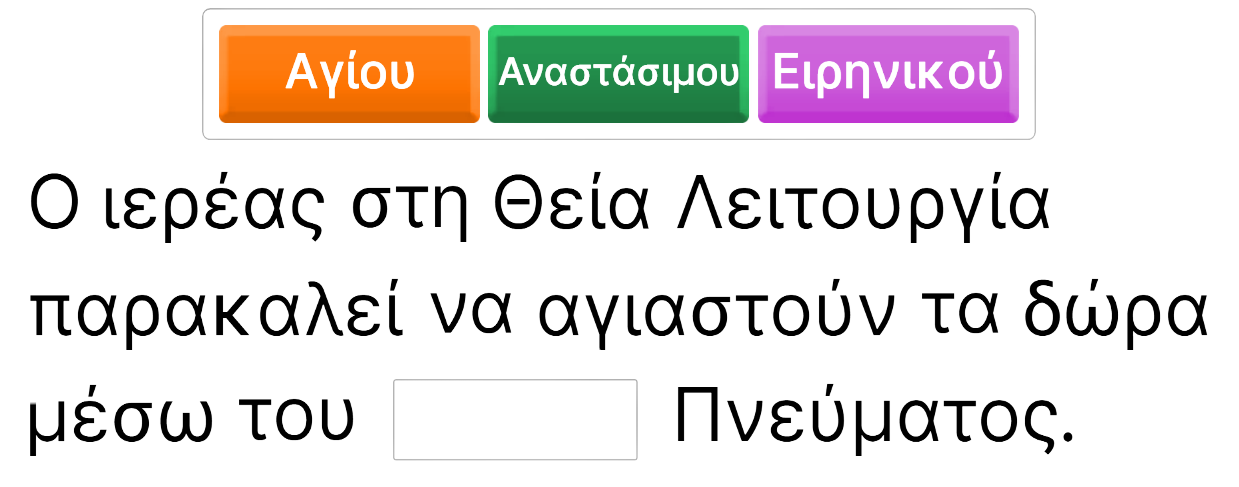 Αγίου Αναστάσιμου Ειρηνικού
Ο ιερέας στη Θεία Λειτουργία
παρακαλεί να αγιαστούν τα δώρα
μέσω του Πνεύματος.